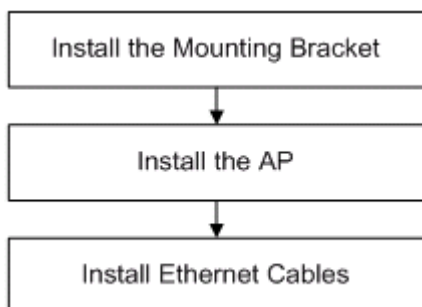 Install the Mounting Bracket
Install the AP
Install Ethernet Cables